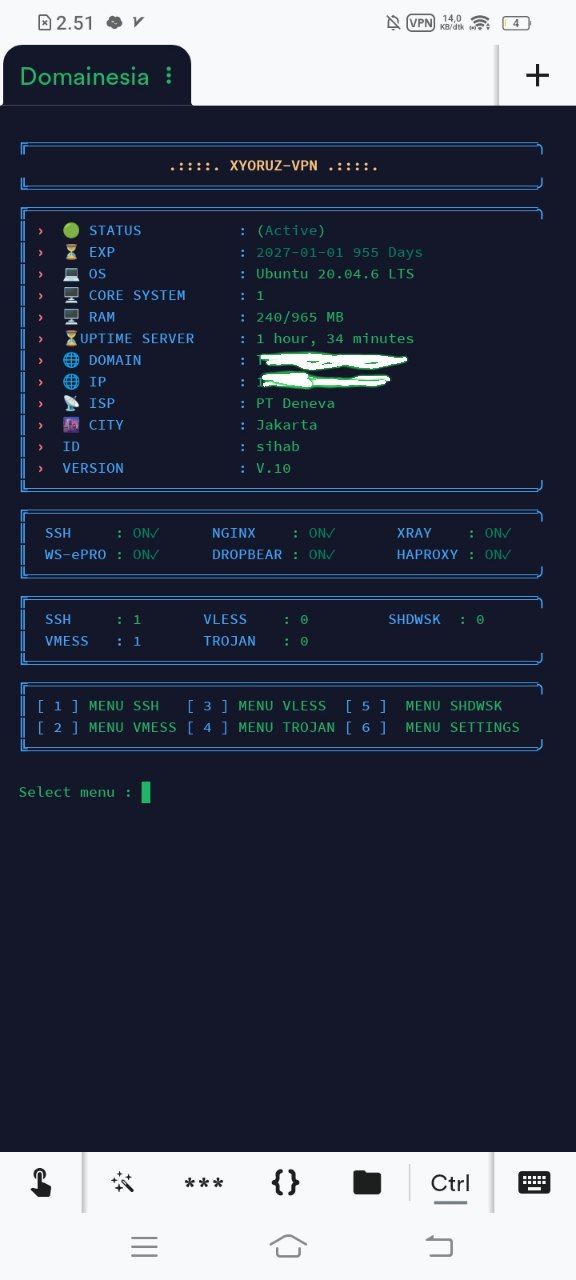 2.51 VPN 14,0 KB/dtk 4
Domainesia
.::::. XYORUZ-VPN .::::.
› STATUS : (Active)
› EXP : 2027-01-01 955 Days
› OS : Ubuntu 20.04.6 LTS
› CORE SYSTEM : 1
› RAM : 240/965 MB
› UPTIME SERVER : 1 hour, 34 minutes
› DOMAIN :
› IP :
› ISP : PT Deneva
› CITY : Jakarta
› ID : sihab
› VERSION : V.10
SSH : ON✓ NGINX : ON✓ XRAY : ON✓
WS-ePRO : ON✓ DROPBEAR : ON✓ HAPROXY : ON✓
SSH : 1 VLESS : 0 SHDWSK : 0
VMESS : 1 TROJAN : 0
[ 1 ] MENU SSH [ 3 ] MENU VLESS [ 5 ] MENU SHDWSK
[ 2 ] MENU VMESS [ 4 ] MENU TROJAN [ 6 ] MENU SETTINGS
Select menu :
*** {} Ctrl